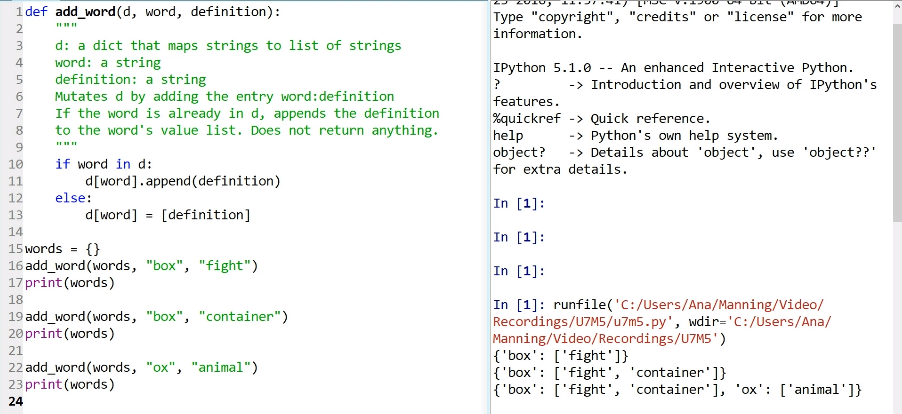 1 def add_word(d, word, definition):
2     """
3     d: a dict that maps strings to list of strings
4     word: a string
5     definition: a string
6     Mutates d by adding the entry word:definition
7     If the word is already in d, appends the definition
8     to the word's value list. Does not return anything.
9     """
10     if word in d:
11         d[word].append(definition)
12     else:
13         d[word] = [definition]
14
15 words = {}
16 add_word(words, "box", "fight")
17 print(words)
18
19 add_word(words, "box", "container")
20 print(words)
21
22 add_word(words, "ox", "animal")
23 print(words)
24
Type "copyright", "credits" or "license" for more
information.
IPython 5.1.0 -- An enhanced Interactive Python.
?         -> Introduction and overview of IPython's
features.
%quickref -> Quick reference.
help      -> Python's own help system.
object?   -> Details about 'object', use 'object??'
for extra details.
In [1]:
In [1]:
In [1]:
In [1]: runfile('C:/Users/Ana/Manning/Video/
Recordings/U7M5/u7m5.py', wdir='C:/Users/Ana/
Manning/Video/Recordings/U7M5')
{'box': ['fight']}
{'box': ['fight', 'container']}
{'box': ['fight', 'container'], 'ox': ['animal']}